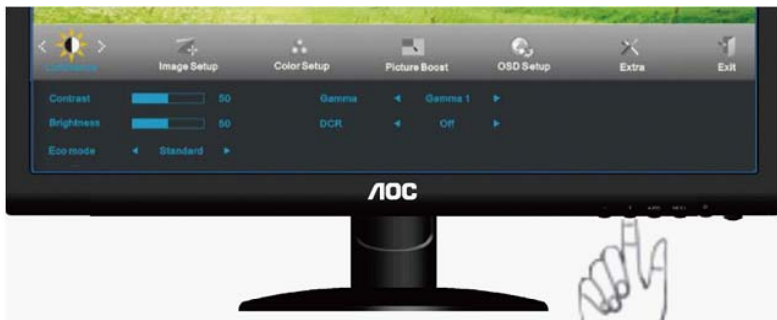 < >
Luminance Image Setup Color Setup Picture Boost OSD Setup Extra Exit
Contrast 50 Gamma Gamma 1
Brightness 50 DCR Off
Eco mode Standard
AOC